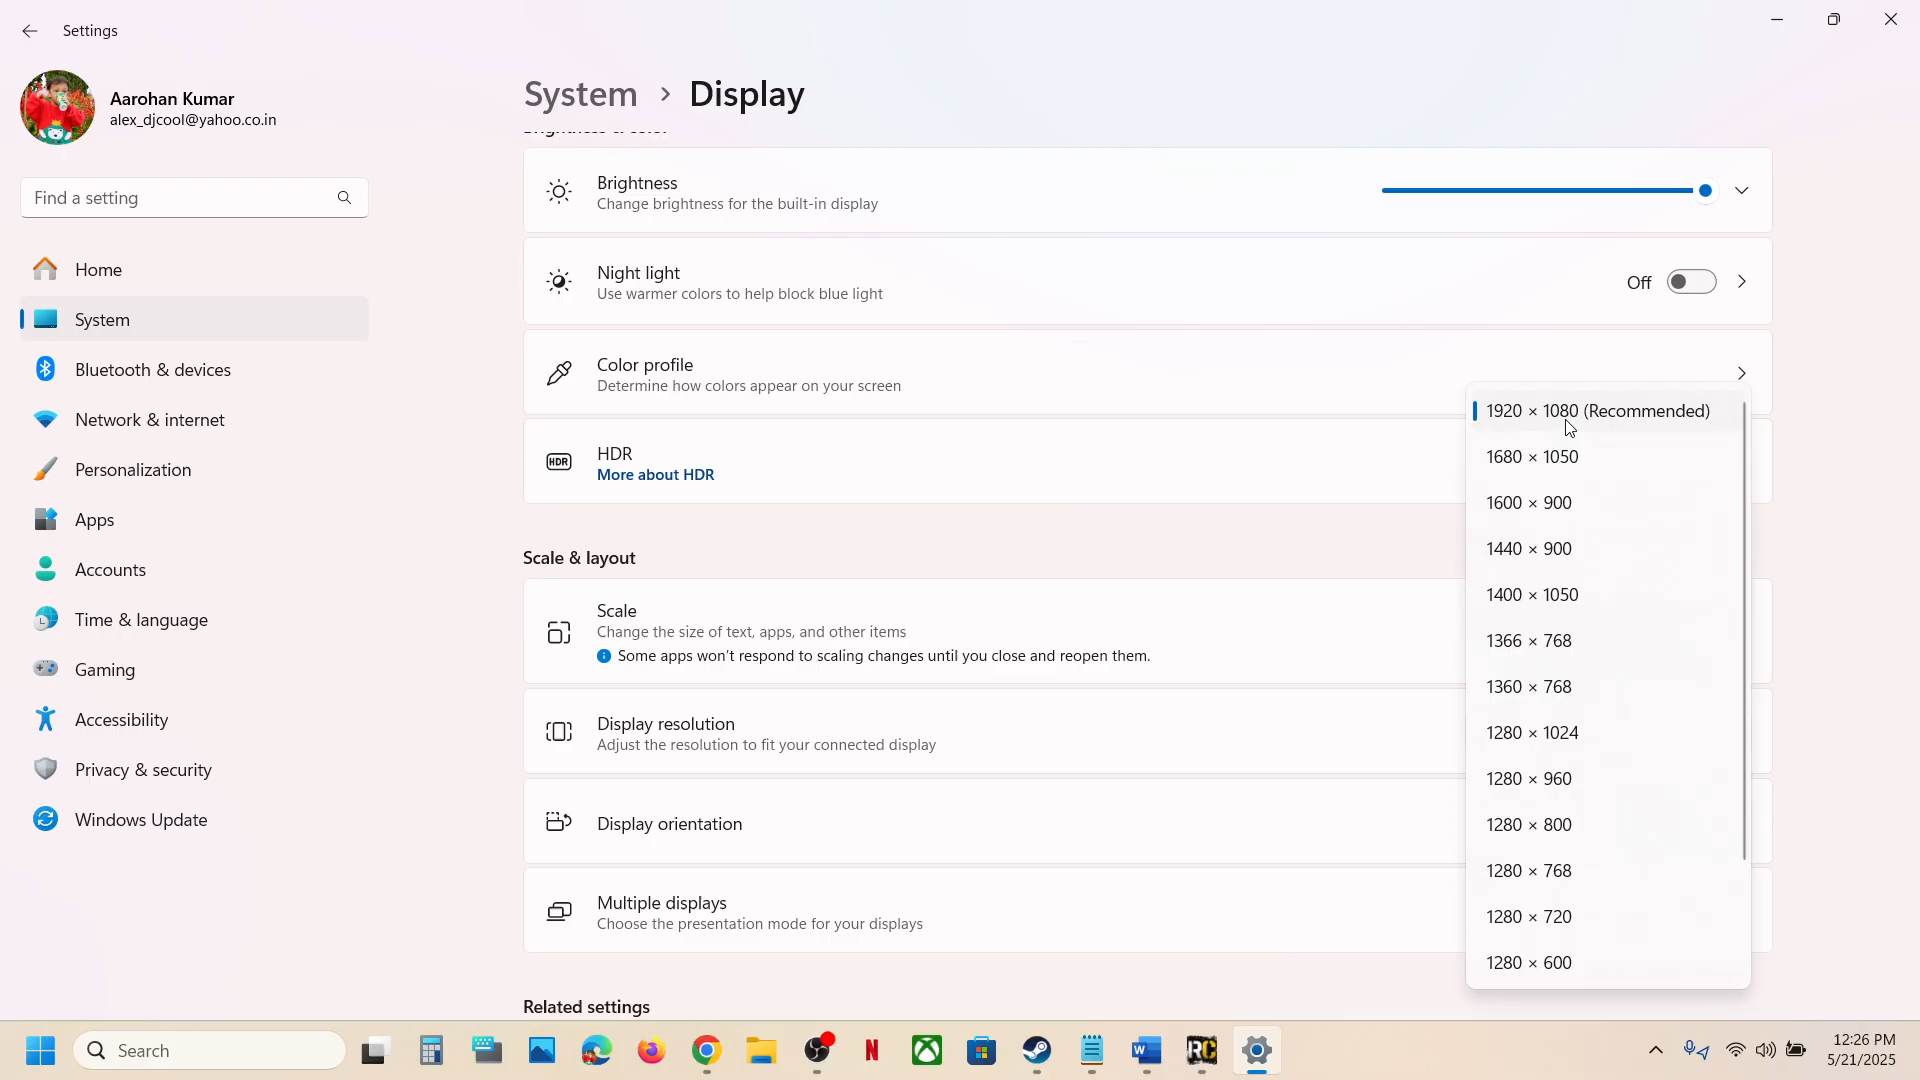 Settings
Aarohan Kumar
alex_djcool@yahoo.co.in
Find a setting
Home
System
Bluetooth & devices
Network & internet
Personalization
Apps
Accounts
Time & language
Gaming
Accessibility
Privacy & security
Windows Update
System > Display
Brightness & color
Brightness
Change brightness for the built-in display
Night light
Use warmer colors to help block blue light
Off
Color profile
Determine how colors appear on your screen
HDR
HDR
More about HDR
Scale & layout
Scale
Change the size of text, apps, and other items
Some apps won't respond to scaling changes until you close and reopen them.
Display resolution
Adjust the resolution to fit your connected display
Display orientation
Multiple displays
Choose the presentation mode for your displays
Related settings
1920 × 1080 (Recommended)
1680 × 1050
1600 × 900
1440 × 900
1400 × 1050
1366 × 768
1360 × 768
1280 × 1024
1280 × 960
1280 × 800
1280 × 768
1280 × 720
1280 × 600
Search
N
W
RC
12:26 PM
5/21/2025